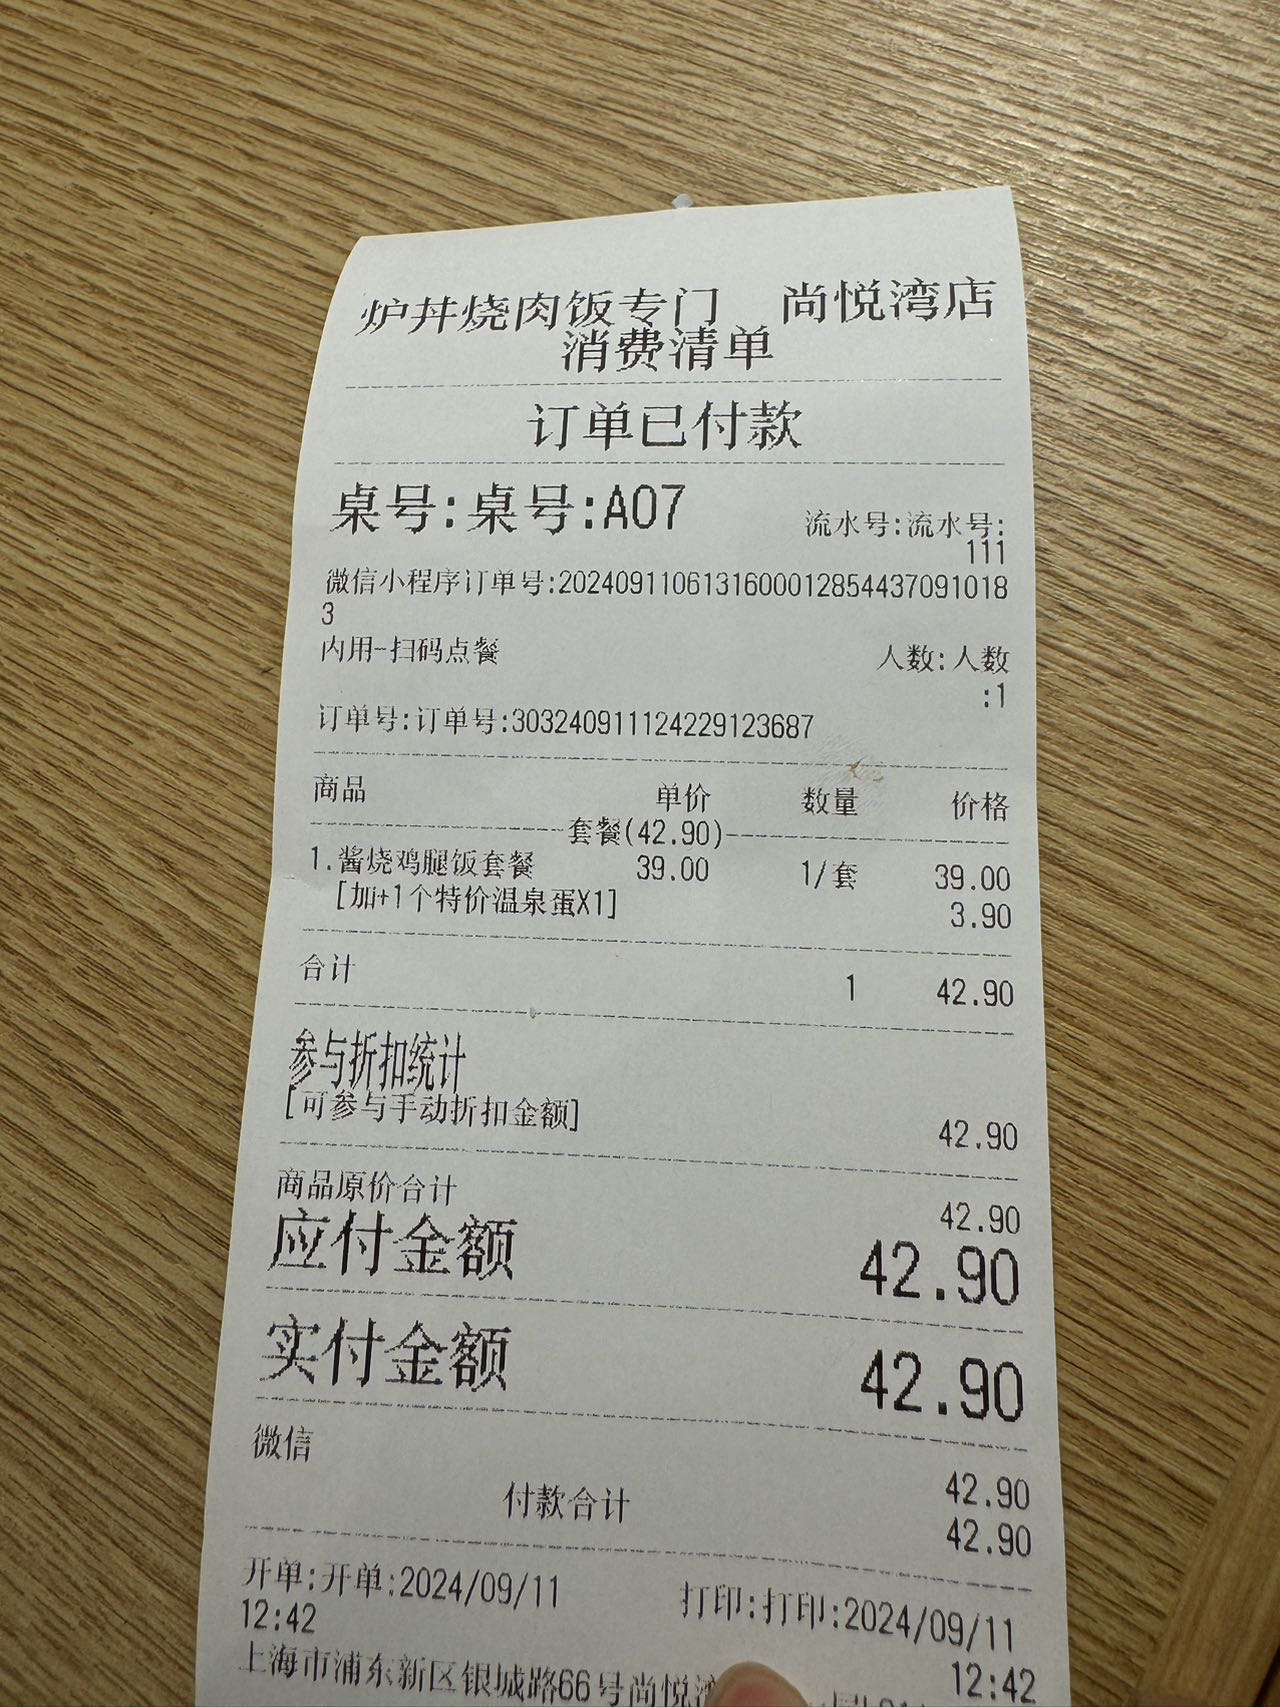 炉丼烧肉饭专门 尚悦湾店
消费清单
订单已付款
桌号:桌号:A07
流水号:流水号:
111
微信小程序订单号:202409110613160001285443709101​8
3
内用-扫码点餐
人数:人数
:1
订单号:订单号:303240911124229123687
商品 单价 数量 价格
套餐(42.90)
1.酱烧鸡腿饭套餐 39.00 1/套 39.00
[加i+1个特价温泉蛋X1] 3.90
合计 1 42.90
参与折扣统计
[可参与手动折扣金额] 42.90
商品原价合计 42.90
应付金额 42.90
实付金额 42.90
微信 42.90
付款合计 42.90
开单:开单:2024/09/11
12:42
打印:打印:2024/09/11
12:42
上海市浦东新区银城路66号尚悦湾